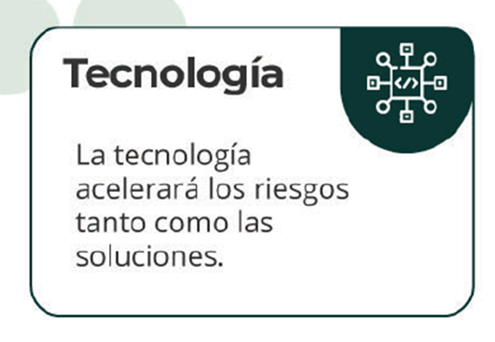 Tecnología
</>
La tecnología
acelerará los riesgos
tanto como las
soluciones.